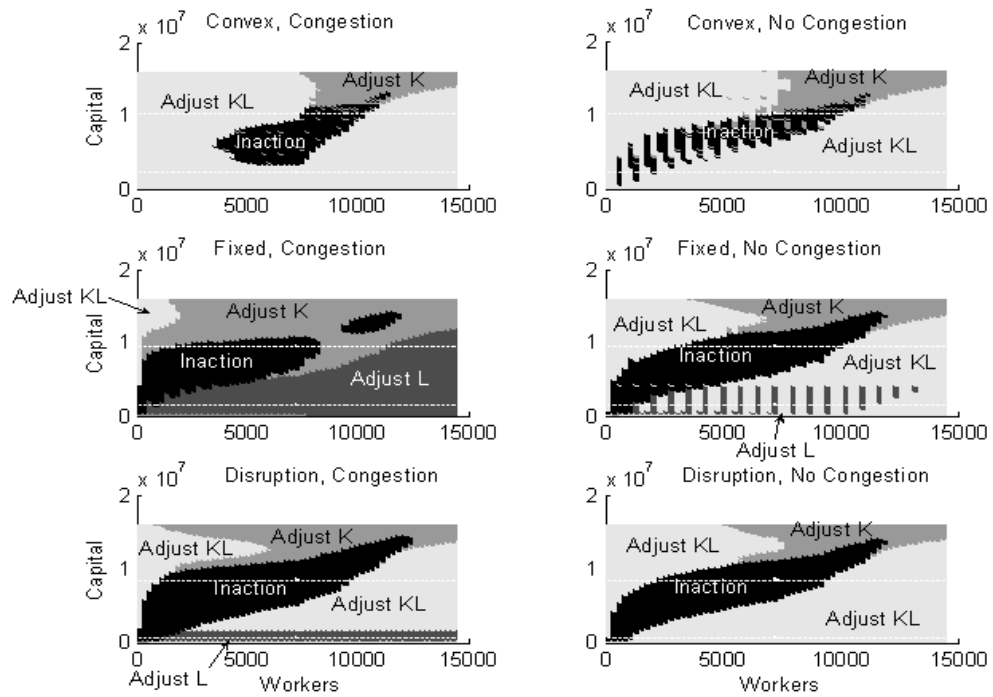 Convex, Congestion
x 10^7
2
1
0
Capital
Adjust KL
Adjust K
Inaction
0 5000 10000 15000
Convex, No Congestion
x 10^7
2
1
0
Adjust KL
Adjust K
Inaction
Adjust KL
0 5000 10000 15000
Fixed, Congestion
x 10^7
2
1
0
Capital
Adjust KL
Adjust K
Inaction
Adjust L
0 5000 10000 15000
Fixed, No Congestion
x 10^7
2
1
0
Adjust KL
Adjust K
Inaction
Adjust KL
Adjust L
0 5000 10000 15000
Disruption, Congestion
x 10^7
2
1
0
Capital
Adjust KL
Adjust K
Inaction
Adjust KL
Adjust L
0 5000 10000 15000
Workers
Disruption, No Congestion
x 10^7
2
1
0
Adjust KL
Adjust K
Inaction
Adjust KL
0 5000 10000 15000
Workers